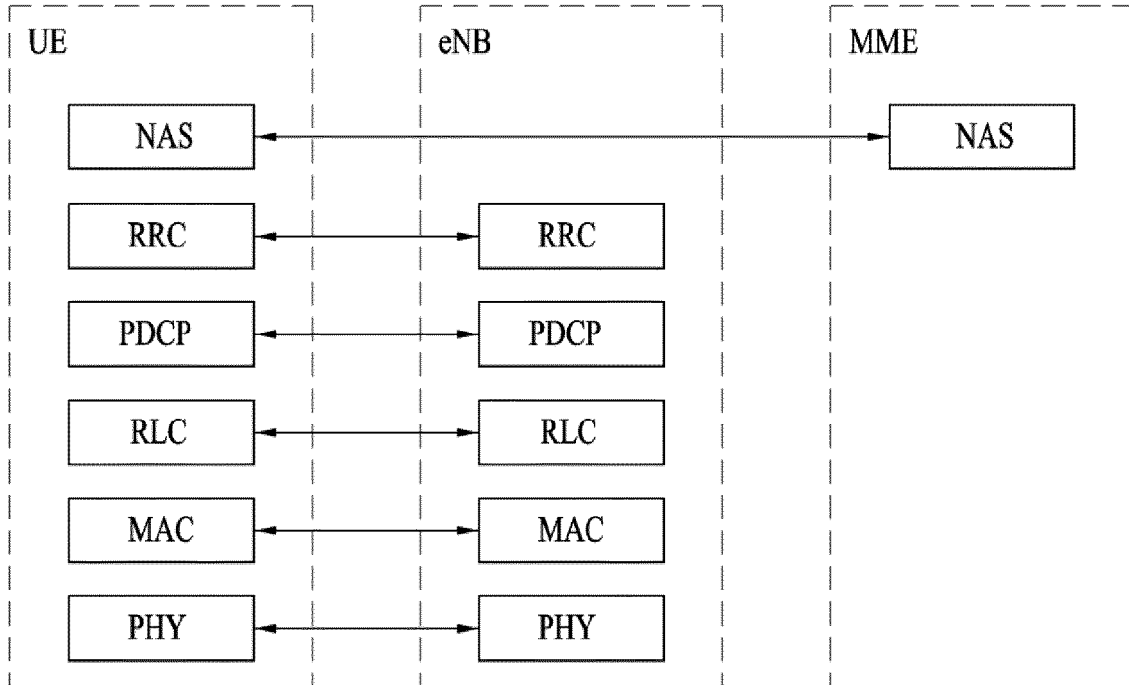 UE eNB MME
NAS NAS
RRC RRC
PDCP PDCP
RLC RLC
MAC MAC
PHY PHY